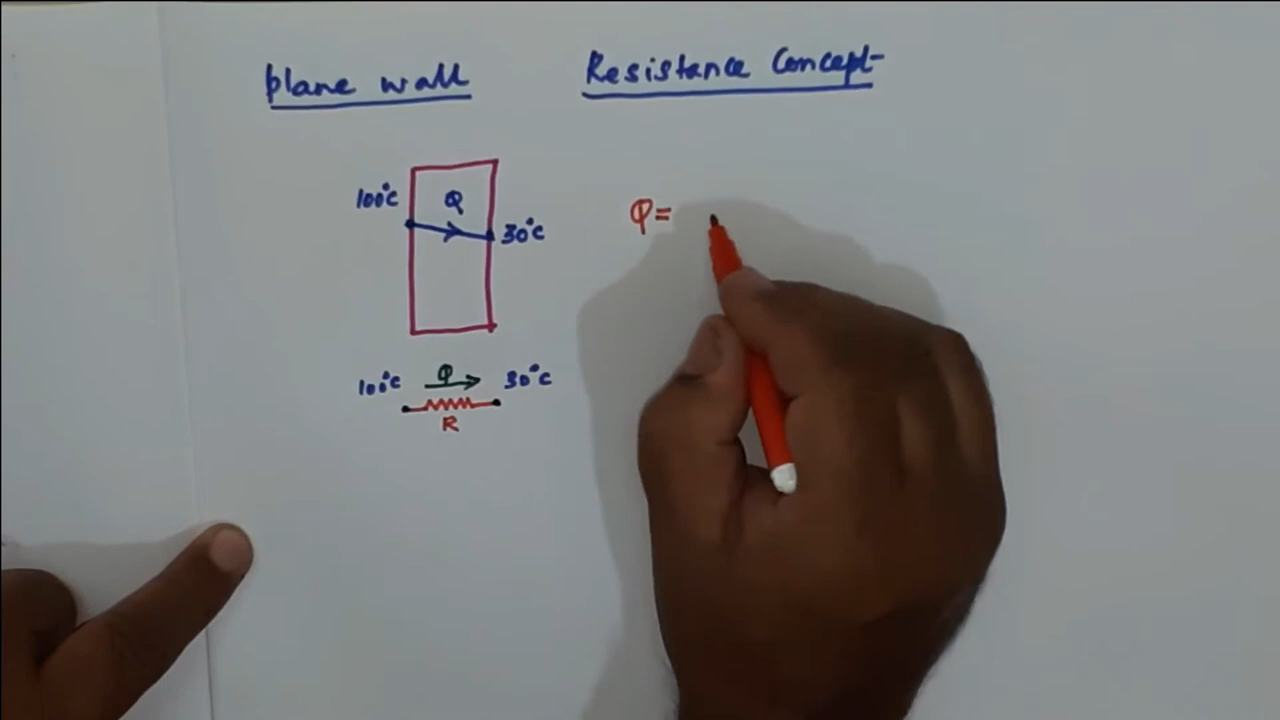 plane wall Resistance Concept
100°C Q 30°C
Q=
100°C Q 30°C
R